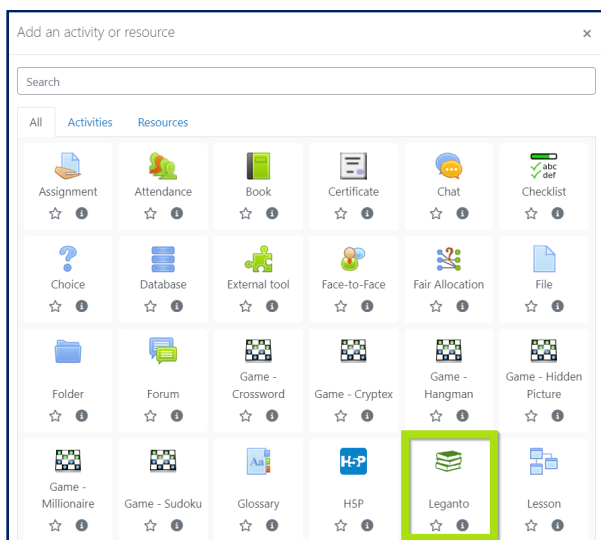 Add an activity or resource
×
Search
All Activities Resources
abc
def
Assignment Attendance Book Certificate Chat Checklist
?
Choice Database External tool Face-to-Face Fair Allocation File
Game - Game - Game - Hidden
Folder Forum Crossword Game - Cryptex Hangman Picture
Aa H5P
Game -
Millionaire Game - Sudoku Glossary H5P Leganto Lesson